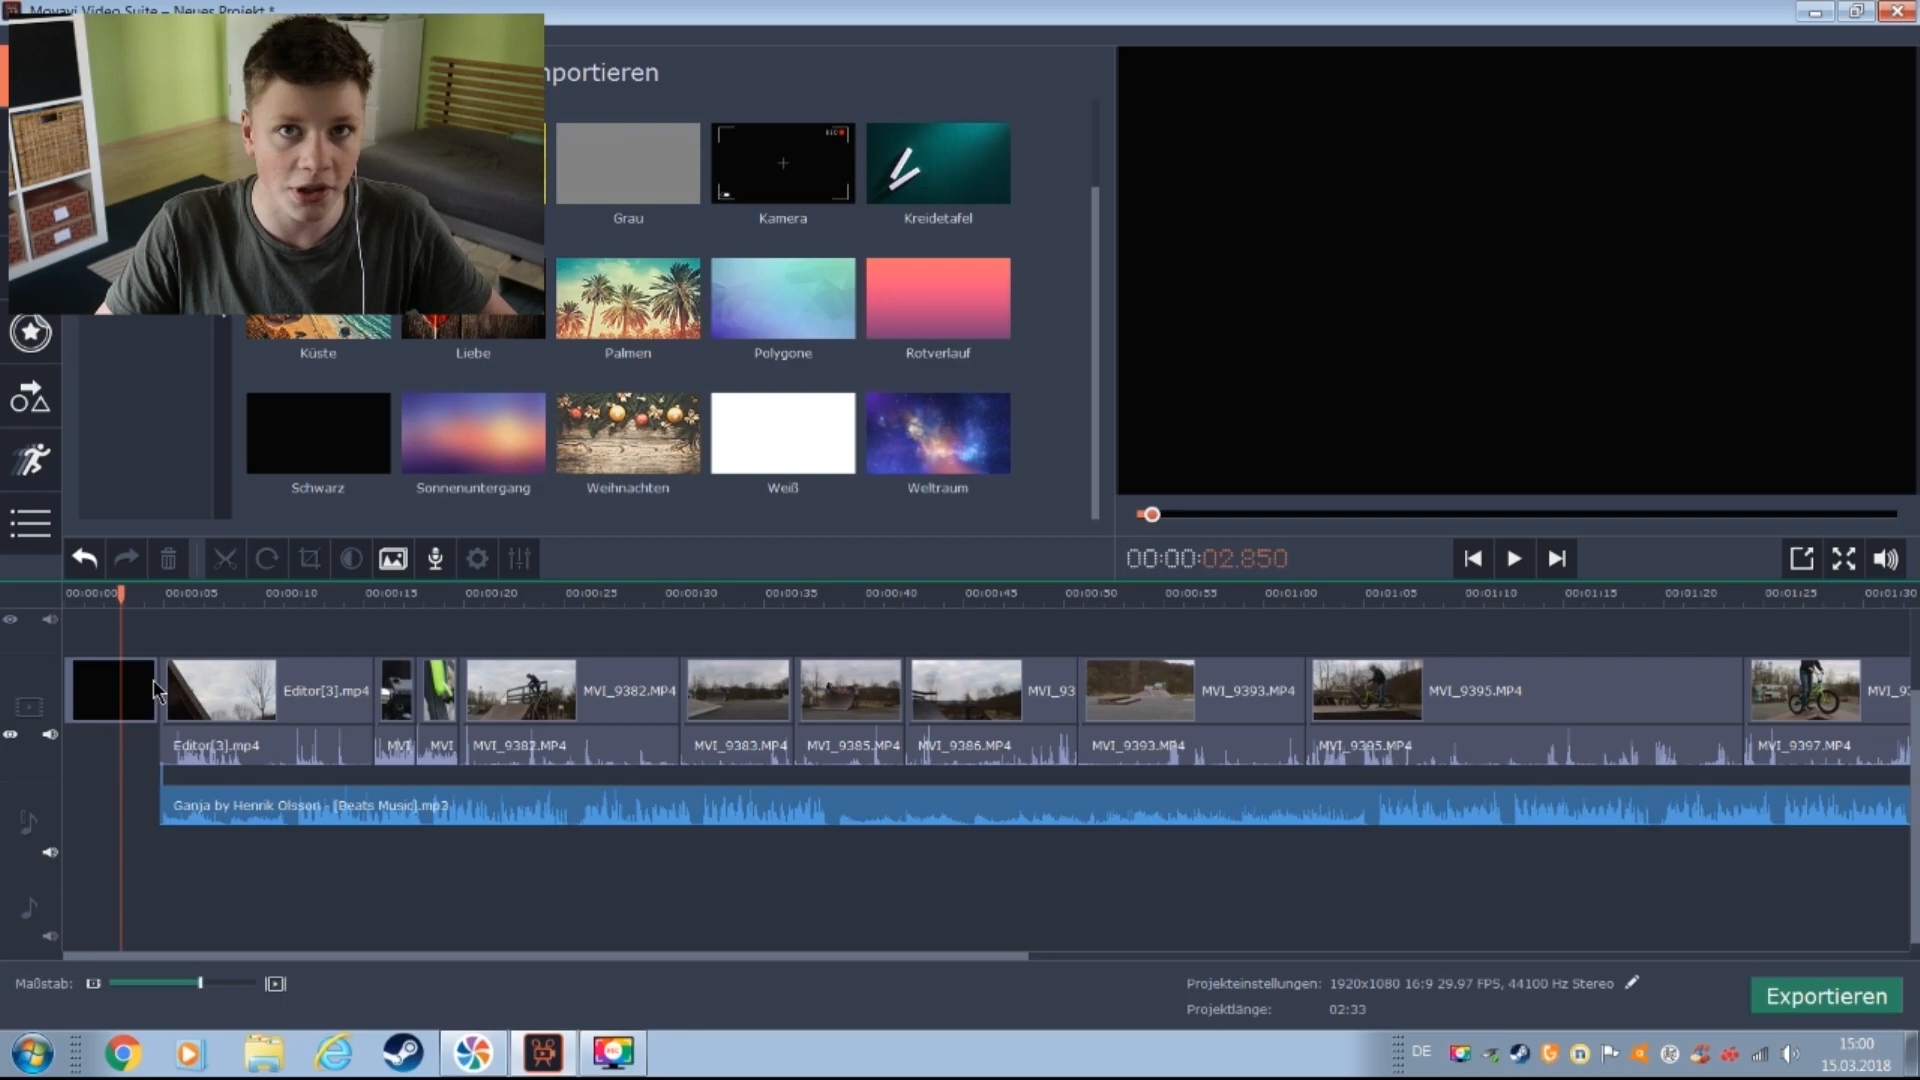 Movavi Video Suite – Neues Projekt *
mportieren
REC
Grau
Kamera
Kreidetafel
Küste
Liebe
Palmen
Polygone
Rotverlauf
Schwarz
Sonnenuntergang
Weihnachten
Weiß
Weltraum
00:00:02.850
00:00:00
00:00:05
00:00:10
00:00:15
00:00:20
00:00:25
00:00:30
00:00:35
00:00:40
00:00:45
00:00:50
00:00:55
00:01:00
00:01:05
00:01:10
00:01:15
00:01:20
00:01:25
00:01:30
Editor[3].mp4
MVI_9382.MP4
MVI_93
MVI_9393.MP4
MVI_9395.MP4
MVI_93
Editor[3].mp4
MVI
MVI
MVI_9382.MP4
MVI_9383.MP4
MVI_9385.MP4
MVI_9386.MP4
MVI_9393.MP4
MVI_9395.MP4
MVI_9397.MP4
Ganja by Henrik Olsson - [Beats Music].mp3
Maßstab:
Projekteinstellungen: 1920x1080 16:9 29.97 FPS, 44100 Hz Stereo
Projektlänge: 02:33
Exportieren
DE
15:00
15.03.2018